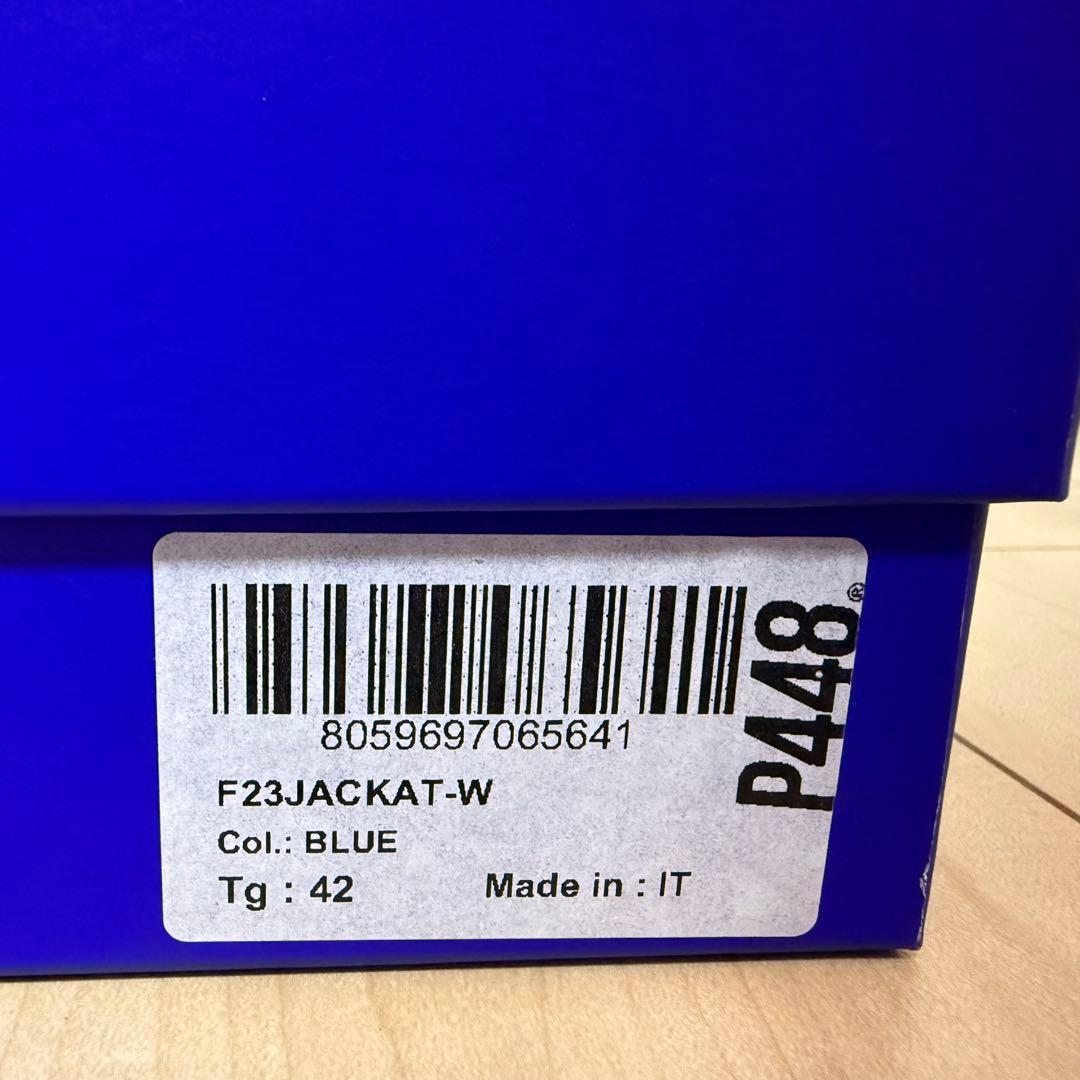 8059697065641
P448®
F23JACKAT-W
Col.: BLUE
Tg : 42
Made in : IT